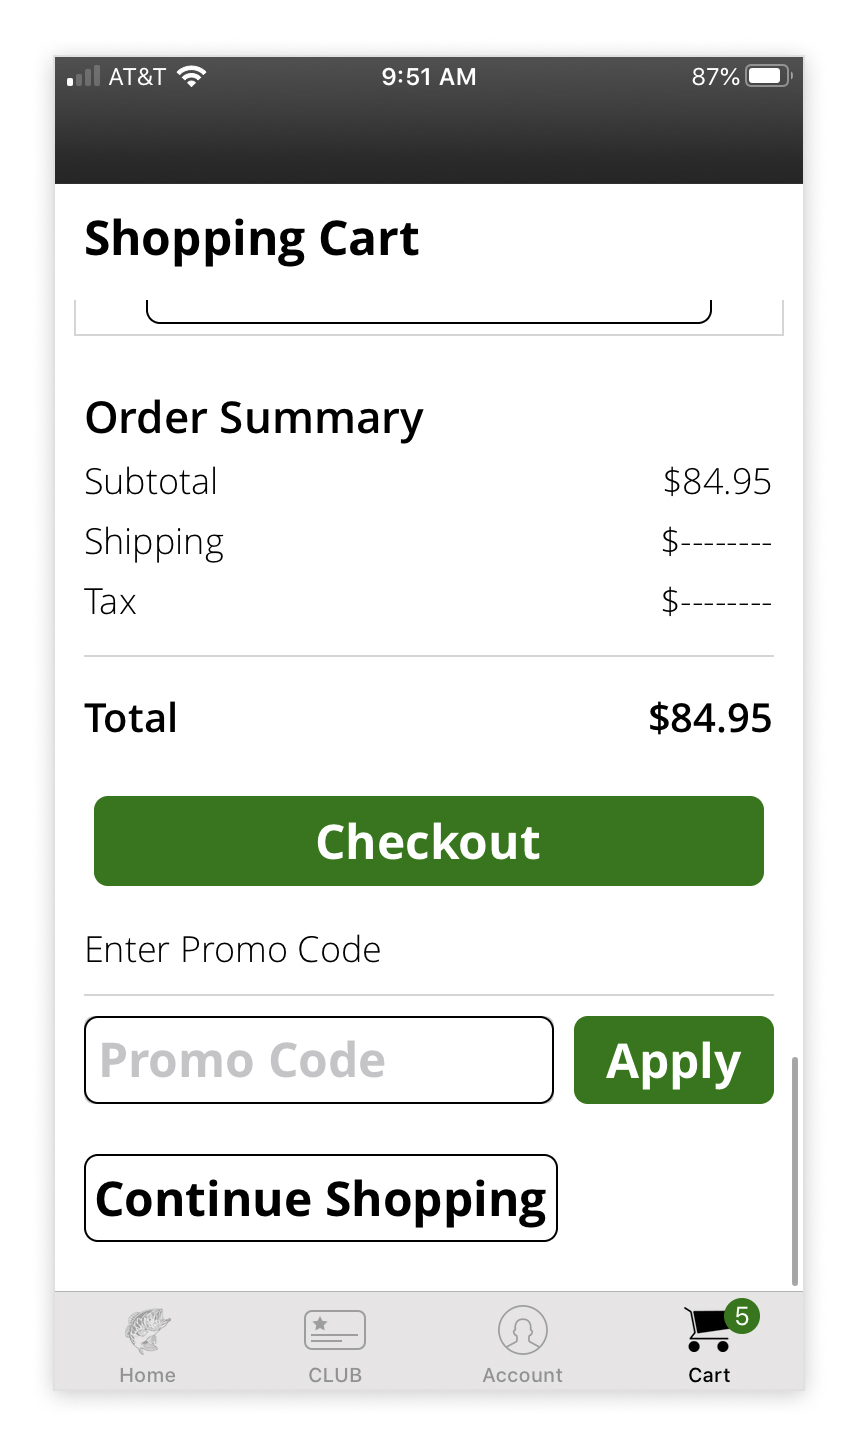 AT&T 9:51 AM 87%
Shopping Cart
Order Summary
Subtotal $84.95
Shipping $--------
Tax $--------
Total $84.95
Checkout
Enter Promo Code
Promo Code Apply
Continue Shopping
5
Home CLUB Account Cart